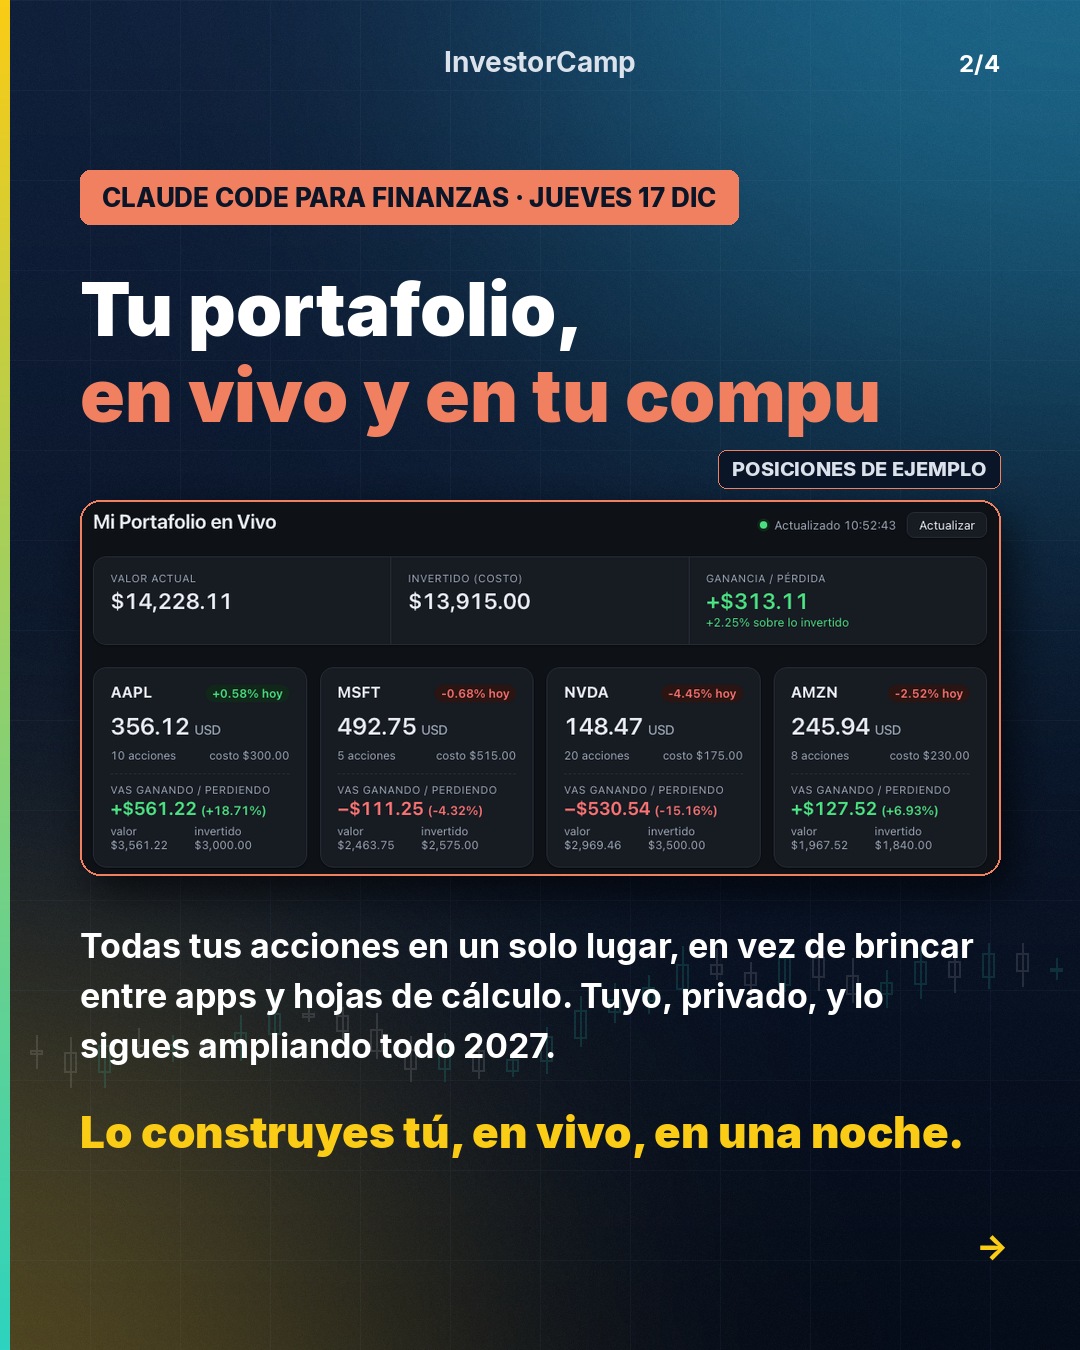 InvestorCamp
2/4
CLAUDE CODE PARA FINANZAS · JUEVES 17 DIC
Tu portafolio,
en vivo y en tu compu
POSICIONES DE EJEMPLO
Mi Portafolio en Vivo
Actualizado 10:52:43
Actualizar
VALOR ACTUAL
$14,228.11
INVERTIDO (COSTO)
$13,915.00
GANANCIA / PÉRDIDA
+$313.11
+2.25% sobre lo invertido
AAPL +0.58% hoy
356.12 USD
10 acciones costo $300.00
VAS GANANDO / PERDIENDO
+$561.22 (+18.71%)
valor invertido
$3,561.22 $3,000.00
MSFT -0.68% hoy
492.75 USD
5 acciones costo $515.00
VAS GANANDO / PERDIENDO
−$111.25 (-4.32%)
valor invertido
$2,463.75 $2,575.00
NVDA -4.45% hoy
148.47 USD
20 acciones costo $175.00
VAS GANANDO / PERDIENDO
−$530.54 (-15.16%)
valor invertido
$2,969.46 $3,500.00
AMZN -2.52% hoy
245.94 USD
8 acciones costo $230.00
VAS GANANDO / PERDIENDO
+$127.52 (+6.93%)
valor invertido
$1,967.52 $1,840.00
Todas tus acciones en un solo lugar, en vez de brincar
entre apps y hojas de cálculo. Tuyo, privado, y lo
sigues ampliando todo 2027.
Lo construyes tú, en vivo, en una noche.
→